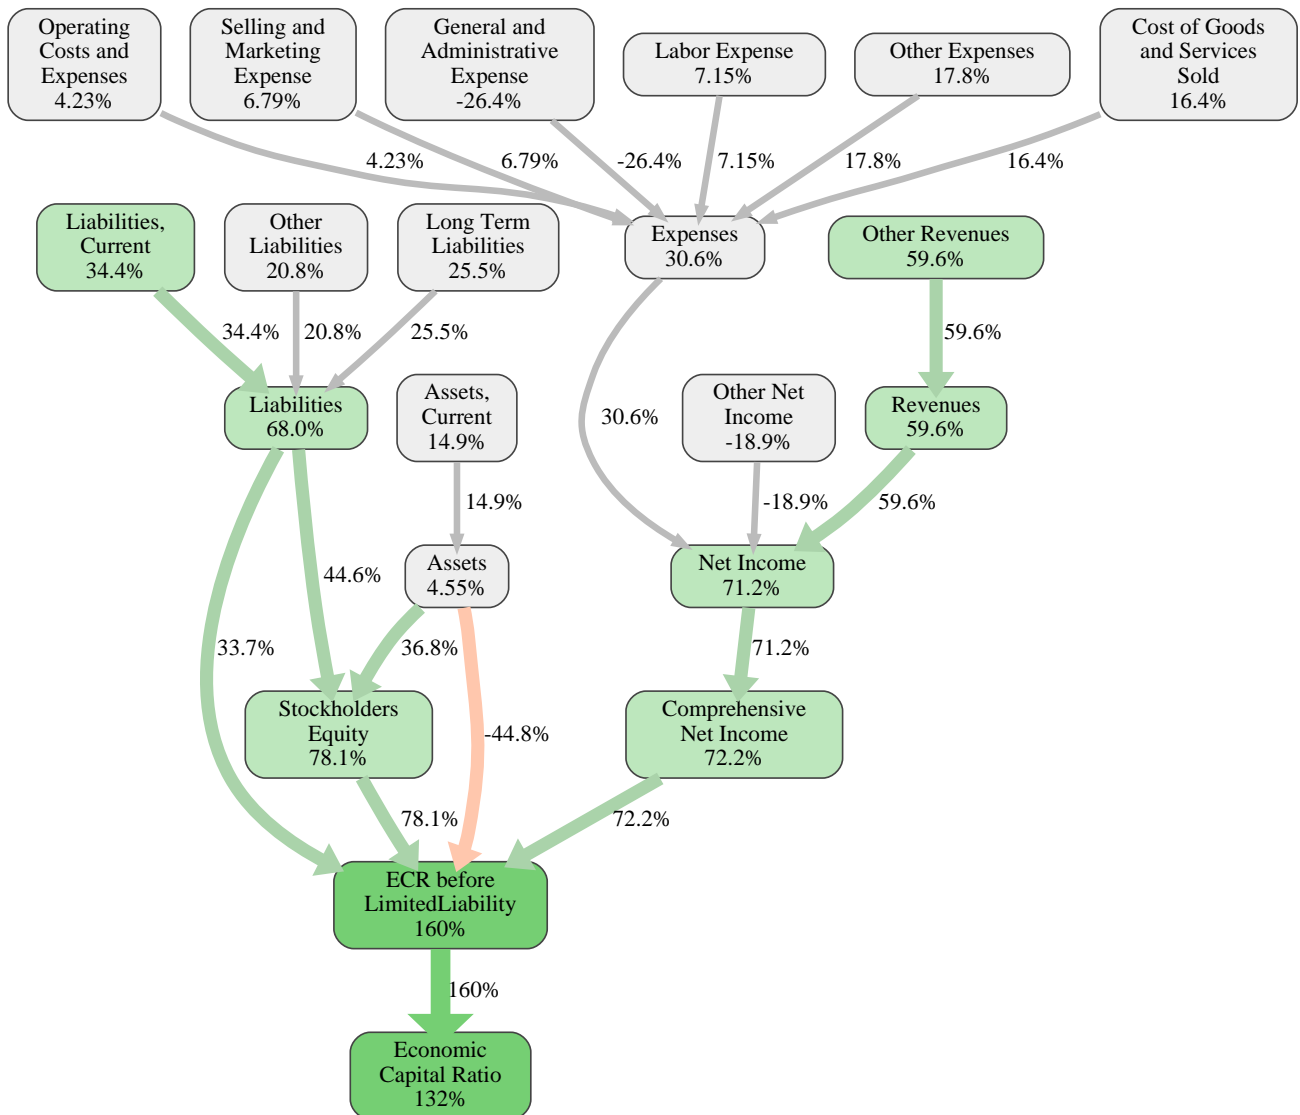 Operating
Costs and
Expenses
4.23%
Selling and
Marketing
Expense
6.79%
General and
Administrative
Expense
-26.4%
Labor Expense
7.15%
Other Expenses
17.8%
Cost of Goods
and Services
Sold
16.4%
4.23%
6.79%
-26.4%
7.15%
17.8%
16.4%
Liabilities,
Current
34.4%
Other
Liabilities
20.8%
Long Term
Liabilities
25.5%
Expenses
30.6%
Other Revenues
59.6%
34.4%
20.8%
25.5%
59.6%
Liabilities
68.0%
Assets,
Current
14.9%
30.6%
Other Net
Income
-18.9%
Revenues
59.6%
14.9%
-18.9%
59.6%
Assets
4.55%
Net Income
71.2%
44.6%
33.7%
36.8%
71.2%
Stockholders
Equity
78.1%
-44.8%
Comprehensive
Net Income
72.2%
78.1%
72.2%
ECR before
LimitedLiability
160%
160%
Economic
Capital Ratio
132%